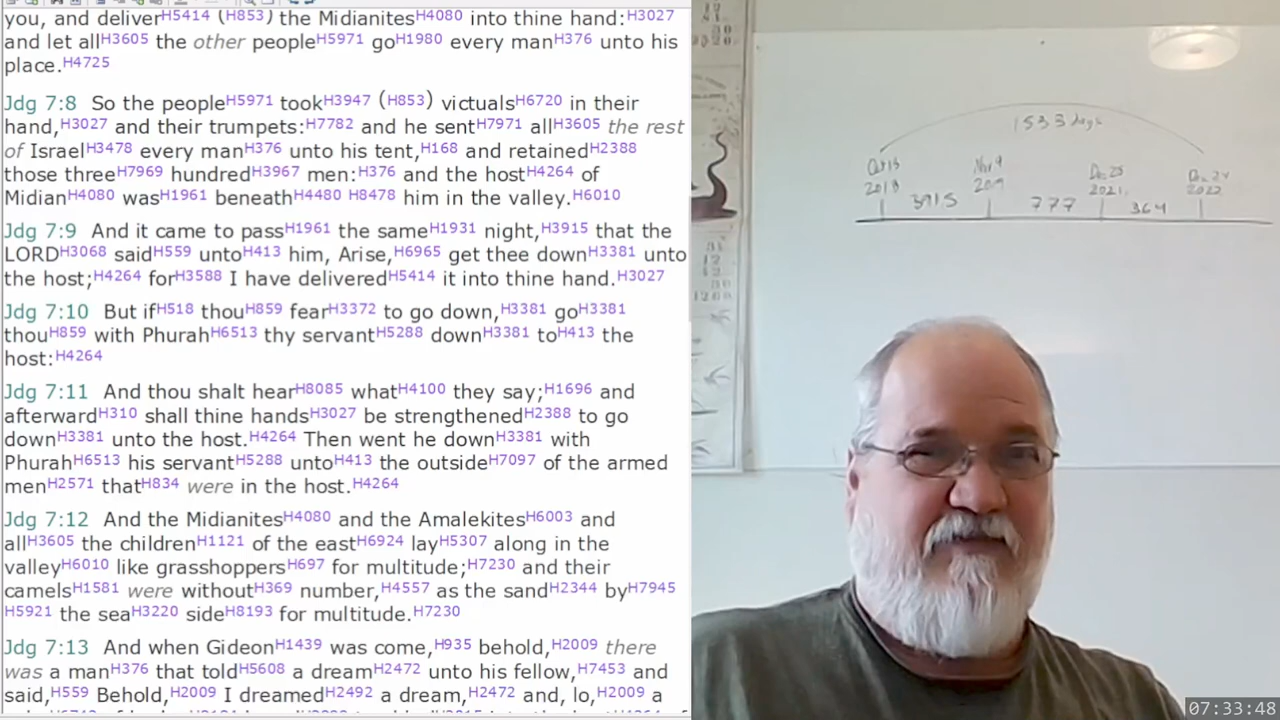 you, and deliverH5414 (H853) the MidianitesH4080 into thine hand:H3027
and let allH3605 the other peopleH5971 goH1980 every manH376 unto his
place.H4725
Jdg 7:8 So the peopleH5971 tookH3947 (H853) victualsH6720 in their
hand,H3027 and their trumpets:H7782 and he sentH7971 allH3605 the rest
of IsraelH3478 every manH376 unto his tent,H168 and retainedH2388
those threeH7969 hundredH3967 men:H376 and the hostH4264 of
MidianH4080 wasH1961 beneathH4480 H8478 him in the valley.H6010
Jdg 7:9 And it came to passH1961 the sameH1931 night,H3915 that the
LORDH3068 saidH559 untoH413 him, Arise,H6965 get thee downH3381 unto
the host;H4264 forH3588 I have deliveredH5414 it into thine hand.H3027
Jdg 7:10 But ifH518 thouH859 fearH3372 to go down,H3381 goH3381
thouH859 with PhurahH6513 thy servantH5288 downH3381 toH413 the
host:H4264
Jdg 7:11 And thou shalt hearH8085 whatH4100 they say;H1696 and
afterwardH310 shall thine handsH3027 be strengthenedH2388 to go
downH3381 unto the host.H4264 Then went he downH3381 with
PhurahH6513 his servantH5288 untoH413 the outsideH7097 of the armed
menH2571 thatH834 were in the host.H4264
Jdg 7:12 And the MidianitesH4080 and the AmalekitesH6003 and
allH3605 the childrenH1121 of the eastH6924 layH5307 along in the
valleyH6010 like grasshoppersH697 for multitude;H7230 and their
camelsH1581 were withoutH369 number,H4557 as the sandH2344 byH7945
H5921 the seaH3220 sideH8193 for multitude.H7230
Jdg 7:13 And when GideonH1439 was come,H935 behold,H2009 there
was a manH376 that toldH5608 a dreamH2472 unto his fellow,H7453 and
said,H559 Behold,H2009 I dreamedH2492 a dream,H2472 and, lo,H2009 a
1533 days
Nov 9
2018 2019 2021 2022
391.5 777 364
1200
07:33:48